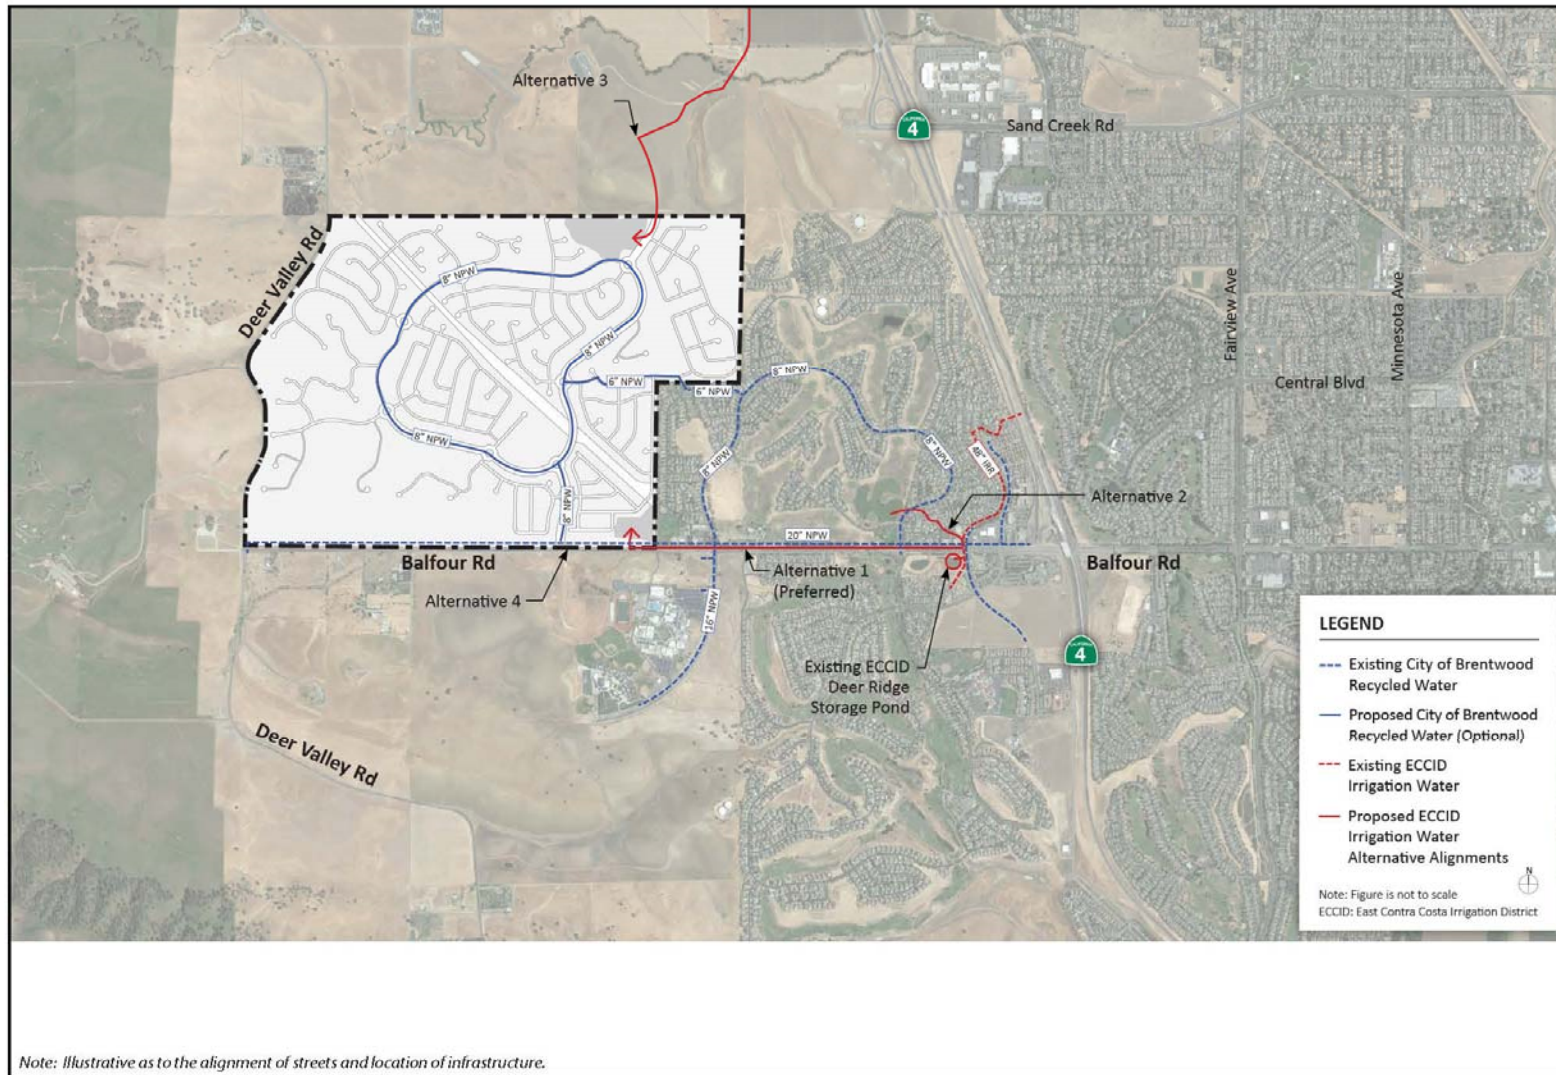 Alternative 3
CALIFORNIA
4
Sand Creek Rd
Deer Valley Rd
8" NPW
8" NPW
6" NPW
6" NPW
8" NPW
8" NPW
8" NPW
8" NPW
8" NPW
48" IRR
Fairview Ave
Minnesota Ave
Central Blvd
Alternative 2
20" NPW
Balfour Rd
Alternative 4
Alternative 1
(Preferred)
Balfour Rd
16" NPW
Existing ECCID
Deer Ridge
Storage Pond
CALIFORNIA
4
Deer Valley Rd
LEGEND
Existing City of Brentwood
Recycled Water
Proposed City of Brentwood
Recycled Water (Optional)
Existing ECCID
Irrigation Water
Proposed ECCID
Irrigation Water
Alternative Alignments
N
Note: Figure is not to scale
ECCID: East Contra Costa Irrigation District
Note: Illustrative as to the alignment of streets and location of infrastructure.